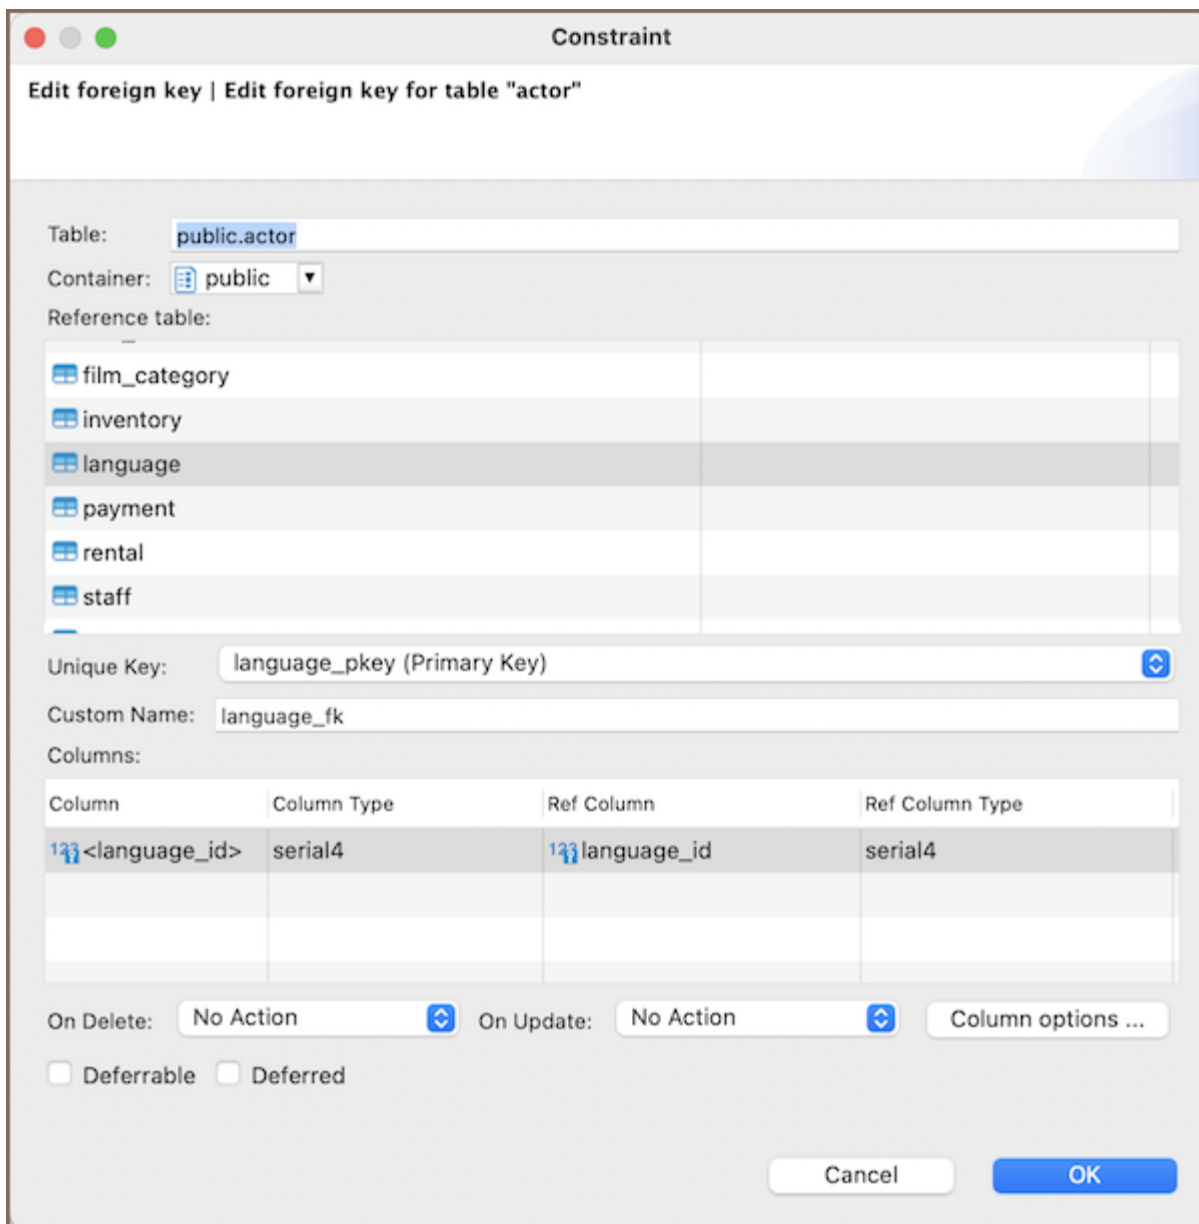 Constraint
Edit foreign key | Edit foreign key for table "actor"
Table: public.actor
Container: public
Reference table:
film_category
inventory
language
payment
rental
staff
Unique Key: language_pkey (Primary Key)
Custom Name: language_fk
Columns:
Column Column Type Ref Column Ref Column Type
123 <language_id> serial4 123 language_id serial4
On Delete: No Action On Update: No Action Column options ...
Deferrable Deferred
Cancel OK